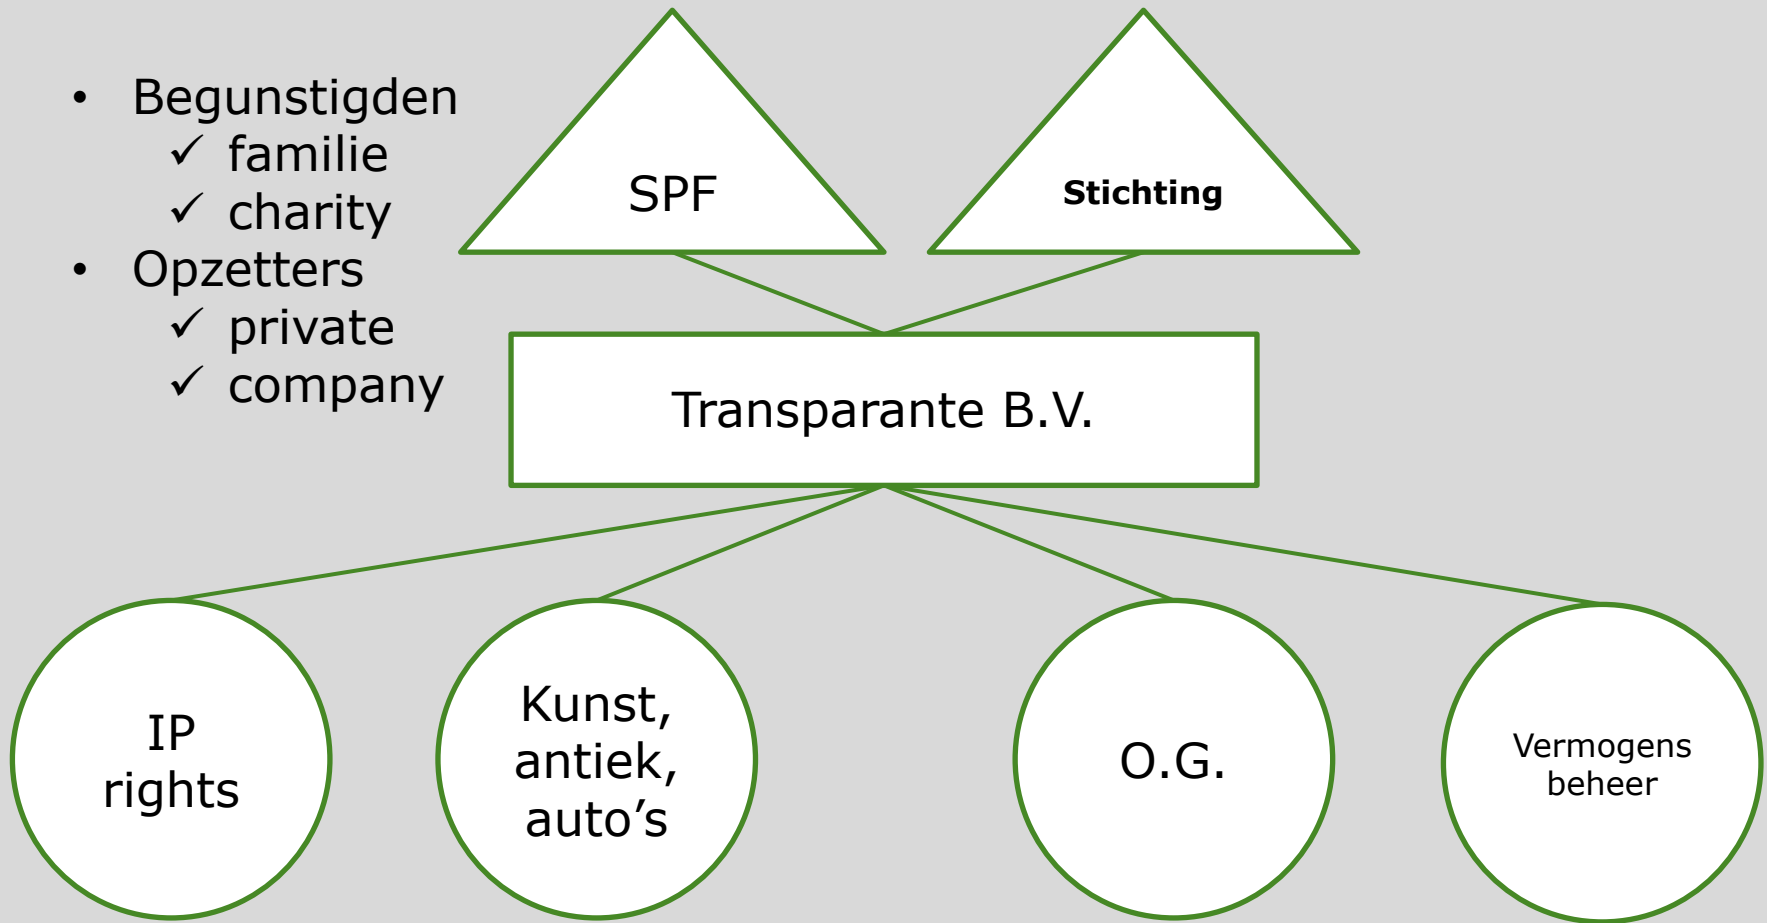 • Begunstigden
✓ familie
✓ charity
• Opzetters
✓ private
✓ company
SPF
Stichting
Transparante B.V.
IP
rights
Kunst,
antiek,
auto’s
O.G.
Vermogens
beheer